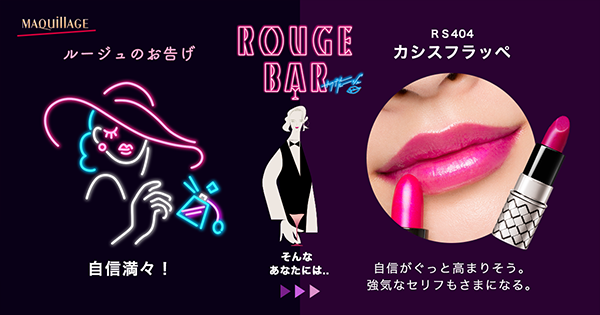 MAQuillAGE
ルージュのお告げ
自信満々！
ROUGE
BAR
そんな
あなたには..
RS404
カシスフラッペ
自信がぐっと高まりそう。
強気なセリフもさまになる。